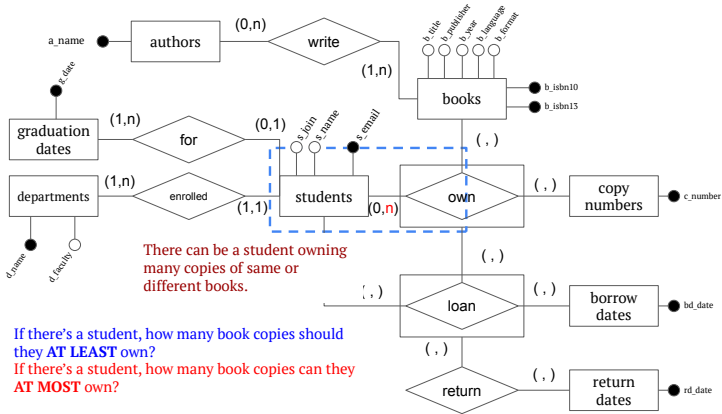 (0,n)
a_name
authors
write
b_title
b_publisher
b_year
b_language
b_format
g_date
(1,n)
books
b_isbn10
b_isbn13
graduation
dates
(1,n)
for
(0,1)
s_join
s_name
s_email
( , )
departments
(1,n)
enrolled
(1,1)
students
(0,n)
own
( , )
copy
numbers
c_number
d_name
d_faculty
There can be a student owning
many copies of same or
different books.
( , )
( , )
loan
( , )
borrow
dates
bd_date
If there's a student, how many book copies should
they AT LEAST own?
If there's a student, how many book copies can they
AT MOST own?
( , )
return
( , )
return
dates
rd_date